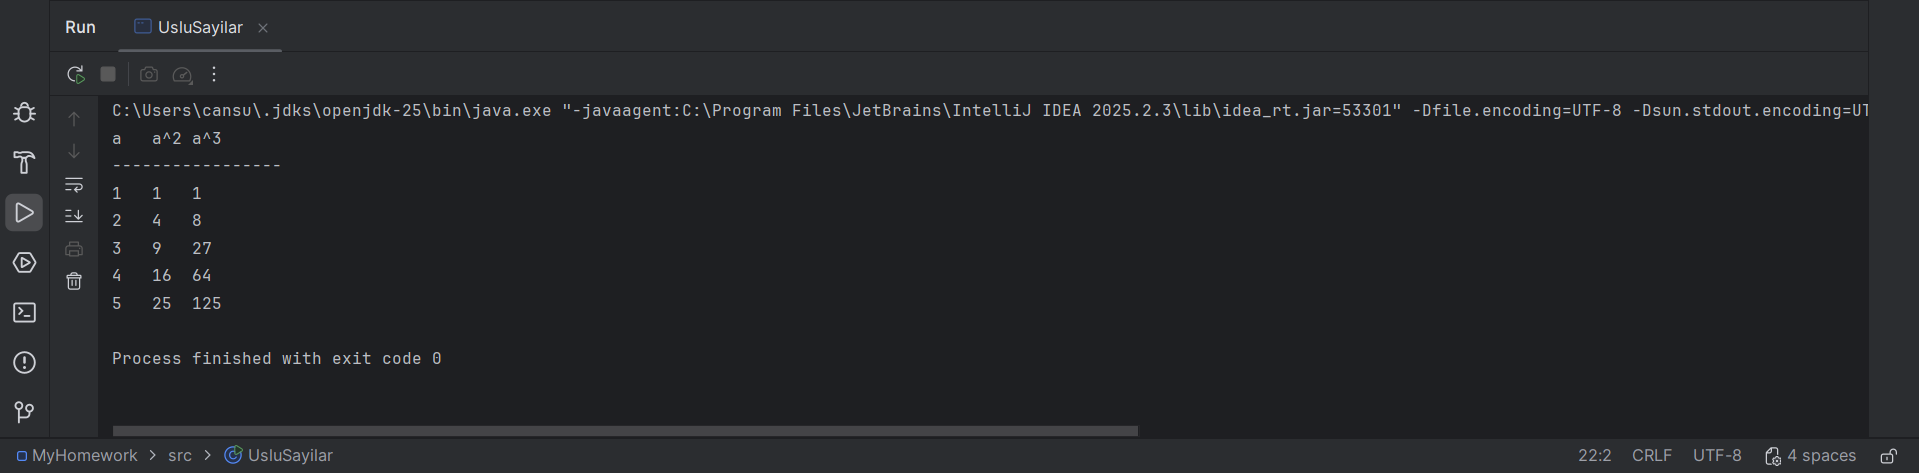 Run UsluSayilar
C:\Users\cansu\.jdks\openjdk-25\bin\java.exe "-javaagent:C:\Program Files\JetBrains\IntelliJ IDEA 2025.2.3\lib\idea_rt.jar=53301" -Dfile.encoding=UTF-8 -Dsun.stdout.encoding=UT
a   a^2 a^3
-----------------
1   1   1
2   4   8
3   9   27
4   16  64
5   25  125
Process finished with exit code 0
MyHomework > src > UsluSayilar 22:2 CRLF UTF-8 4 spaces